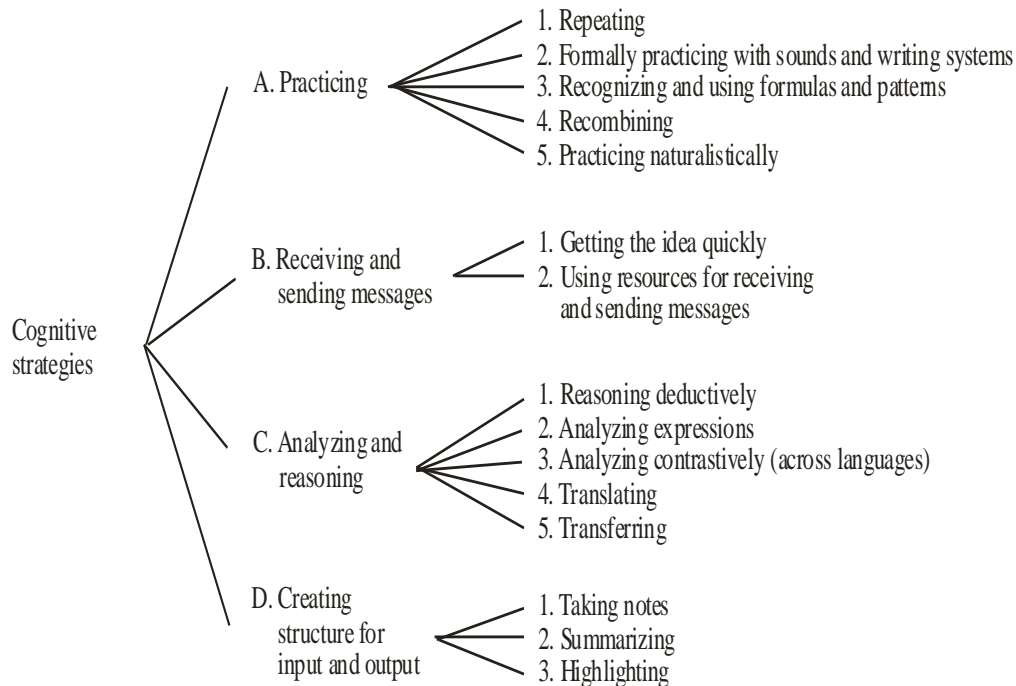 Cognitive
strategies
A. Practicing
1. Repeating
2. Formally practicing with sounds and writing systems
3. Recognizing and using formulas and patterns
4. Recombining
5. Practicing naturalistically
B. Receiving and
sending messages
1. Getting the idea quickly
2. Using resources for receiving
and sending messages
C. Analyzing and
reasoning
1. Reasoning deductively
2. Analyzing expressions
3. Analyzing contrastively (across languages)
4. Translating
5. Transferring
D. Creating
structure for
input and output
1. Taking notes
2. Summarizing
3. Highlighting